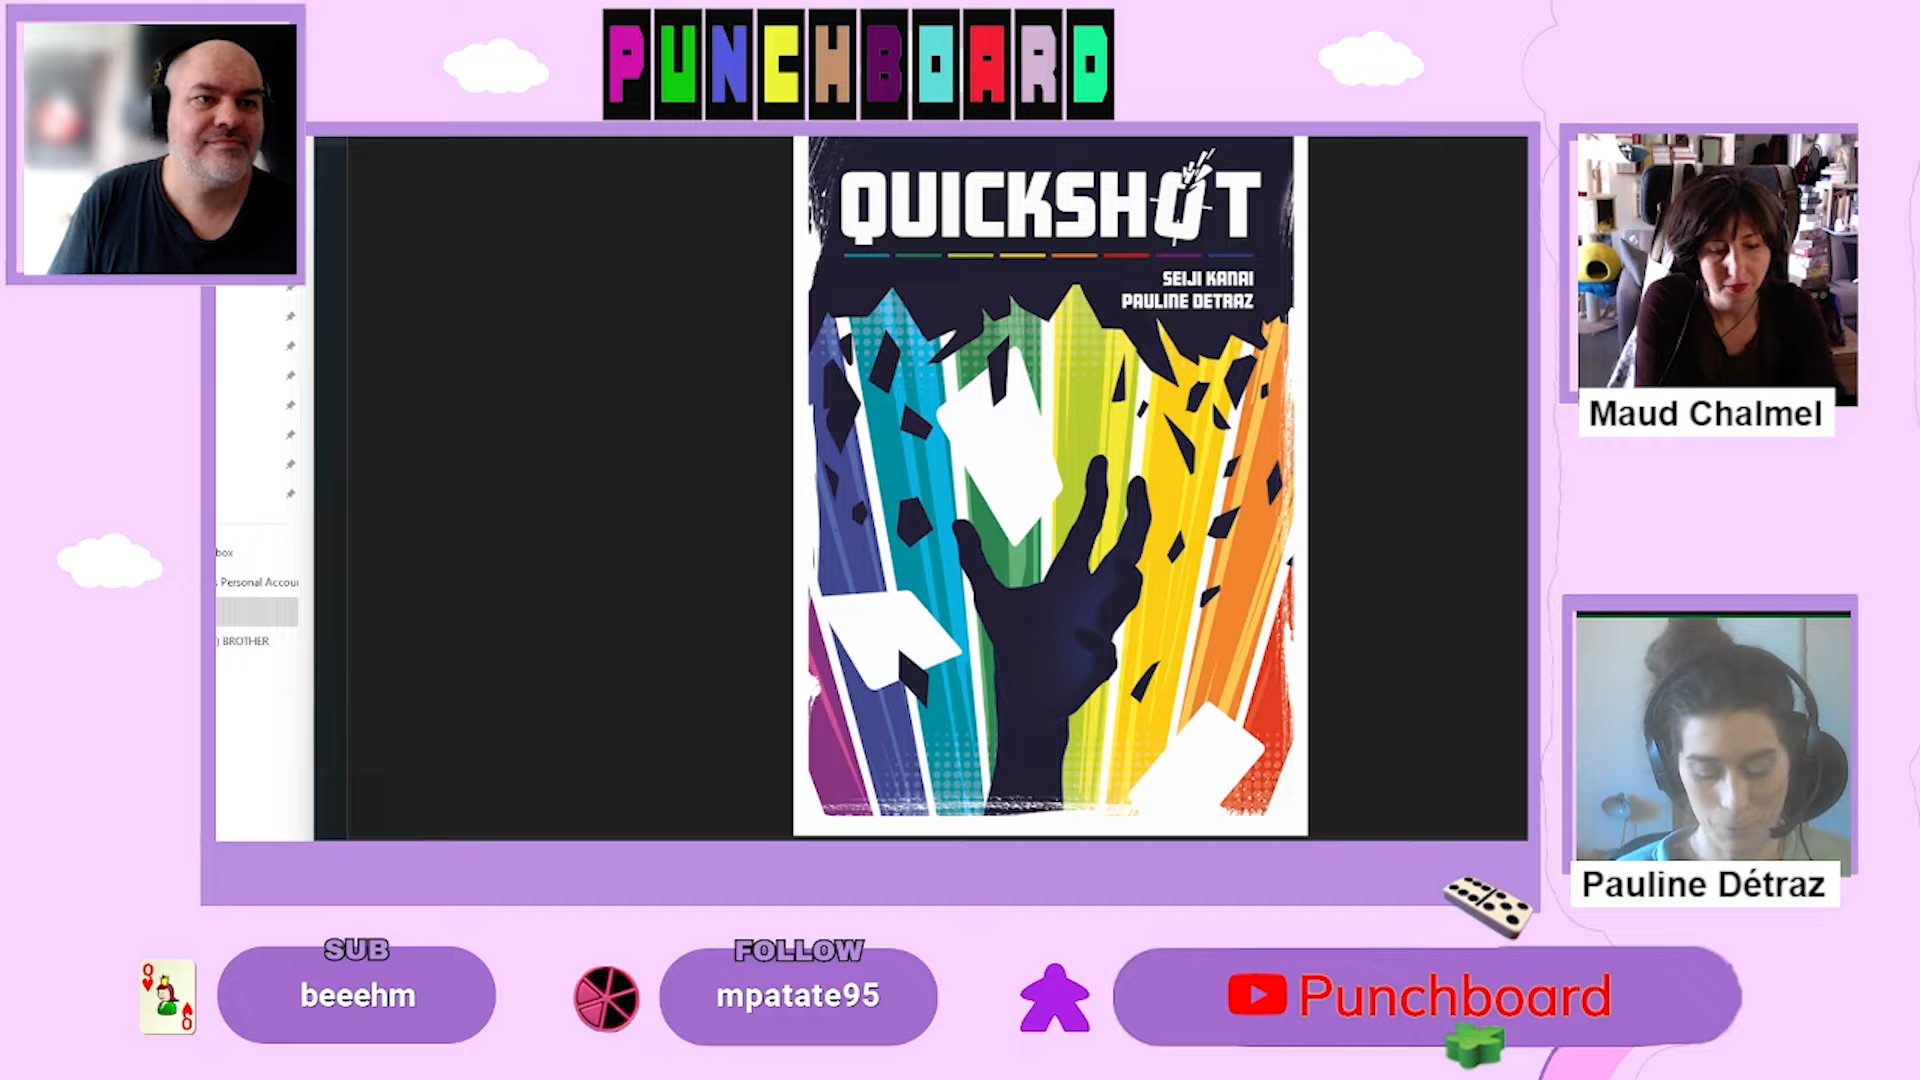 PUNCHBOARD
QUICKSHOT
SEIJI KANAI
PAULINE DETRAZ
Maud Chalmel
box
Personal Accou
) BROTHER
Pauline Détraz
SUB
beeehm
FOLLOW
mpatate95
Punchboard
Q
Q